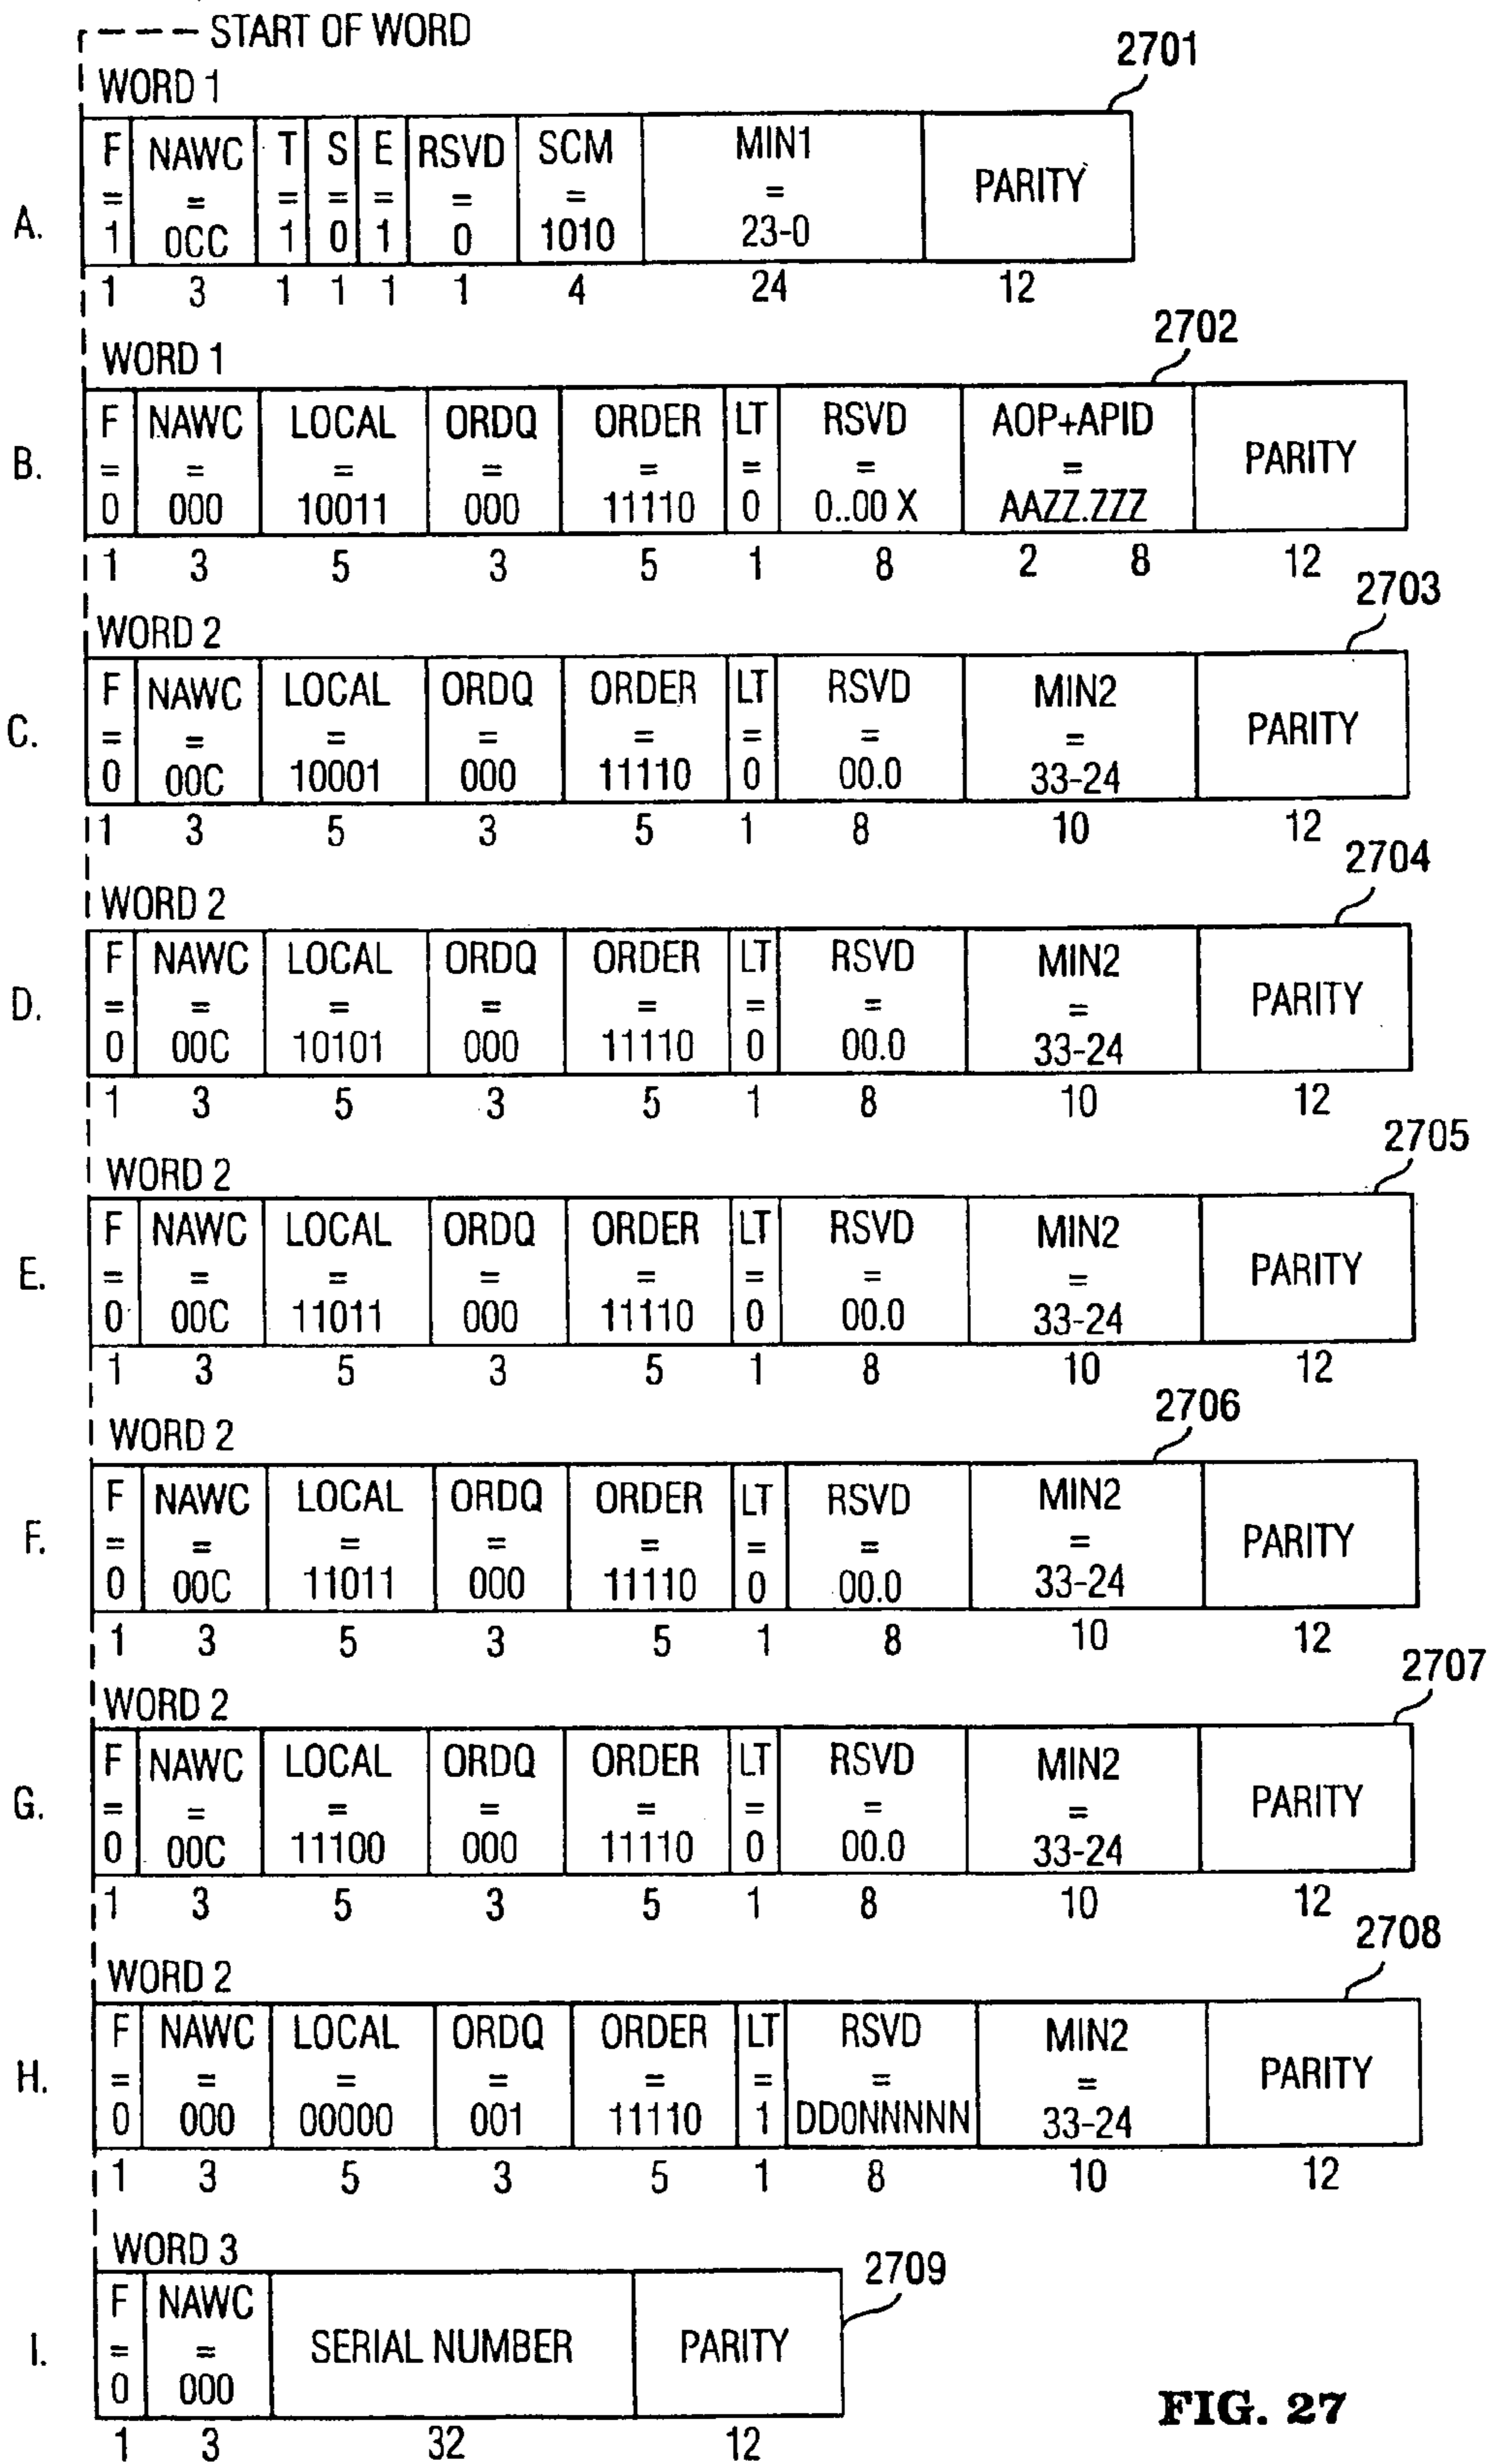 START OF WORD
WORD 1
2701
A.
F NAWC T S E RSVD SCM MIN1 PARITY
= = = = = = = =
1 0CC 1 0 1 0 1010 23-0
1 3 1 1 1 1 4 24 12
WORD 1
2702
B.
F NAWC LOCAL ORDQ ORDER LT RSVD AOP+APID PARITY
= = = = = = = =
0 000 10011 000 11110 0 0..00 X AAZZ.ZZZ
1 3 5 3 5 1 8 2 8 12
WORD 2
2703
C.
F NAWC LOCAL ORDQ ORDER LT RSVD MIN2 PARITY
= = = = = = = =
0 00C 10001 000 11110 0 00.0 33-24
1 3 5 3 5 1 8 10 12
WORD 2
2704
D.
F NAWC LOCAL ORDQ ORDER LT RSVD MIN2 PARITY
= = = = = = = =
0 00C 10101 000 11110 0 00.0 33-24
1 3 5 3 5 1 8 10 12
WORD 2
2705
E.
F NAWC LOCAL ORDQ ORDER LT RSVD MIN2 PARITY
= = = = = = = =
0 00C 11011 000 11110 0 00.0 33-24
1 3 5 3 5 1 8 10 12
WORD 2
2706
F.
F NAWC LOCAL ORDQ ORDER LT RSVD MIN2 PARITY
= = = = = = = =
0 00C 11011 000 11110 0 00.0 33-24
1 3 5 3 5 1 8 10 12
WORD 2
2707
G.
F NAWC LOCAL ORDQ ORDER LT RSVD MIN2 PARITY
= = = = = = = =
0 00C 11100 000 11110 0 00.0 33-24
1 3 5 3 5 1 8 10 12
WORD 2
2708
H.
F NAWC LOCAL ORDQ ORDER LT RSVD MIN2 PARITY
= = = = = = = =
0 000 00000 001 11110 1 DD0NNNNN 33-24
1 3 5 3 5 1 8 10 12
WORD 3
2709
I.
F NAWC SERIAL NUMBER PARITY
= =
0 000
1 3 32 12
FIG. 27